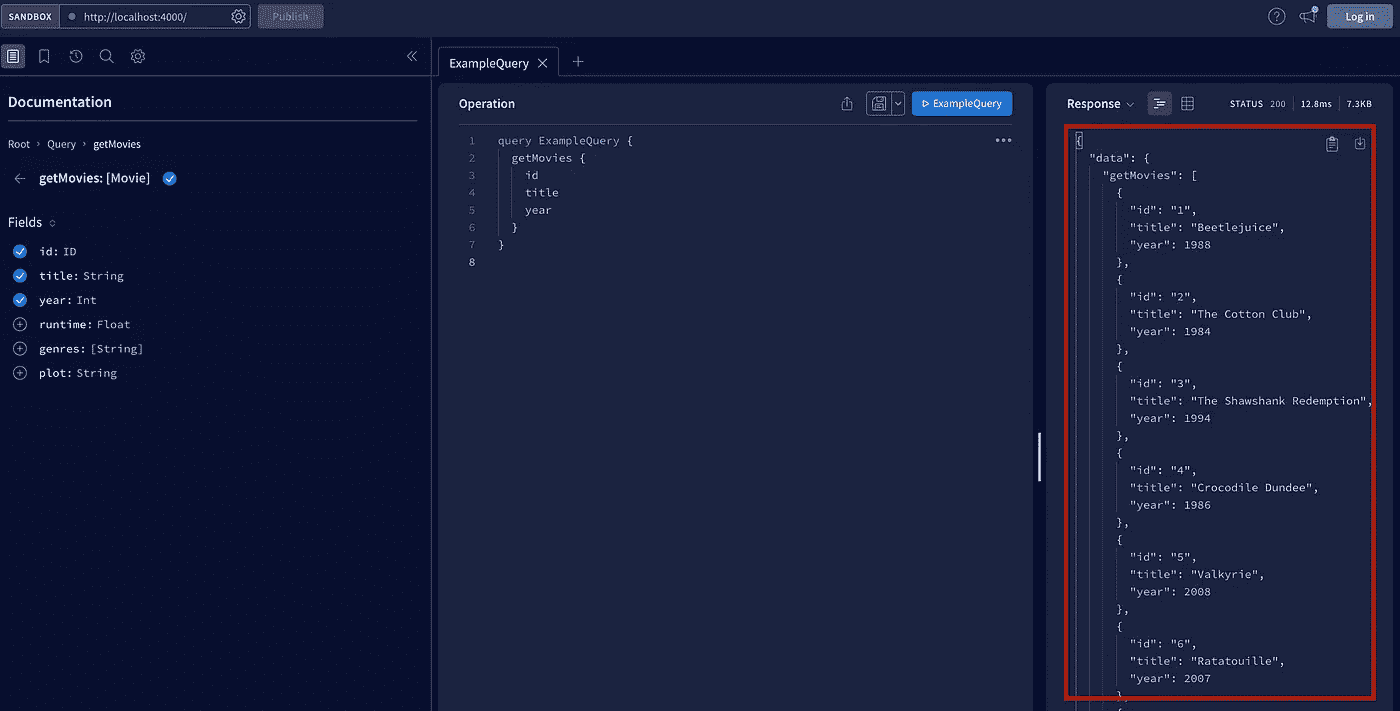 SANDBOX http://localhost:4000/ Publish Log in
Documentation
Root › Query › getMovies
getMovies: [Movie]
Fields
id: ID
title: String
year: Int
runtime: Float
genres: [String]
plot: String
ExampleQuery
Operation
ExampleQuery
1 query ExampleQuery {
2 getMovies {
3 id
4 title
5 year
6 }
7 }
8
Response STATUS 200 12.8ms 7.3KB
{
"data": {
"getMovies": [
{
"id": "1",
"title": "Beetlejuice",
"year": 1988
},
{
"id": "2",
"title": "The Cotton Club",
"year": 1984
},
{
"id": "3",
"title": "The Shawshank Redemption",
"year": 1994
},
{
"id": "4",
"title": "Crocodile Dundee",
"year": 1986
},
{
"id": "5",
"title": "Valkyrie",
"year": 2008
},
{
"id": "6",
"title": "Ratatouille",
"year": 2007
}